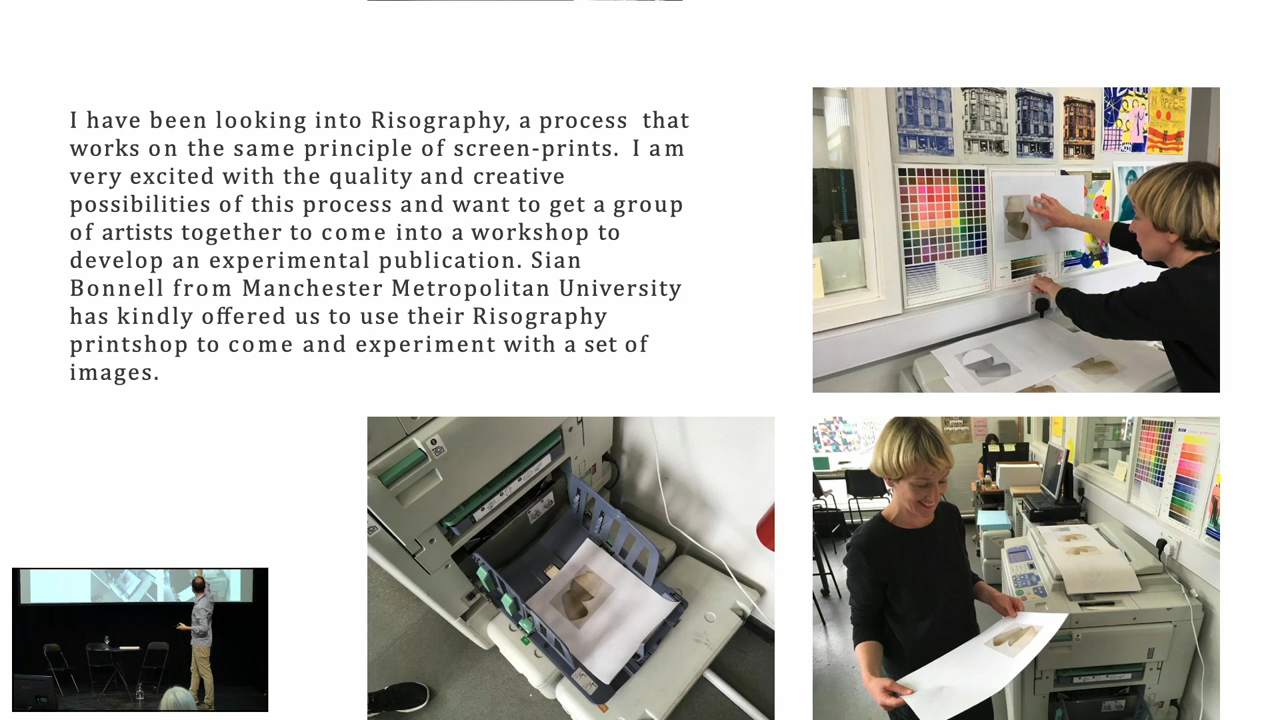 I have been looking into Risography, a process  that
works on the same principle of screen-prints.  I am
very excited with the quality and creative
possibilities of this process and want to get a group
of artists together to come into a workshop to
develop an experimental publication. Sian
Bonnell from Manchester Metropolitan University
has kindly offered us to use their Risography
printshop to come and experiment with a set of
images.